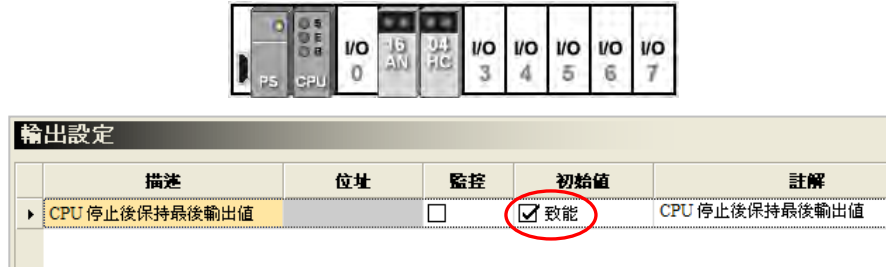 PS CPU I/O 0 16 AN 04 HC I/O 3 I/O 4 I/O 5 I/O 6 I/O 7
輸出設定
描述 位址 監控 初始值 註解
CPU 停止後保持最後輸出值 致能 CPU 停止後保持最後輸出值